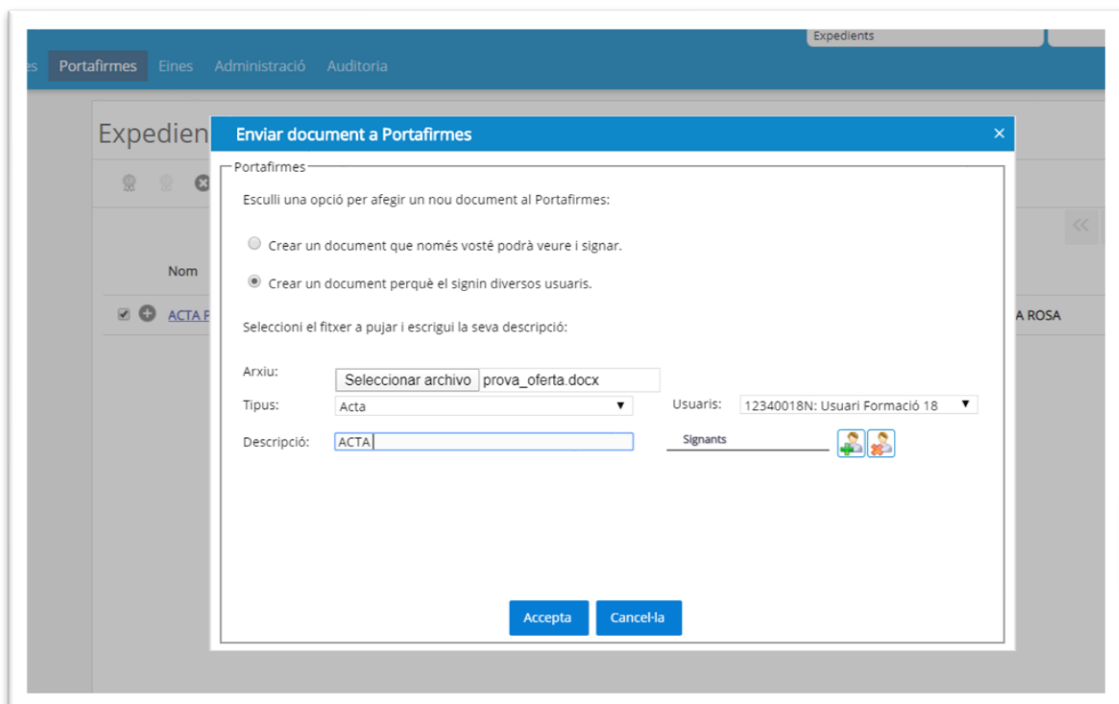 Expedients
es Portafirmes Eines Administració Auditoria
Expedien
Enviar document a Portafirmes ×
Portafirmes
Esculli una opció per afegir un nou document al Portafirmes:
Crear un document que només vosté podrà veure i signar.
Nom
Crear un document perquè el signin diversos usuaris.
ACTA P
A ROSA
Seleccioni el fitxer a pujar i escrigui la seva descripció:
Arxiu: Seleccionar archivo prova_oferta.docx
Tipus: Acta Usuaris: 12340018N: Usuari Formació 18
Descripció: ACTA Signants
Accepta Cancel·la